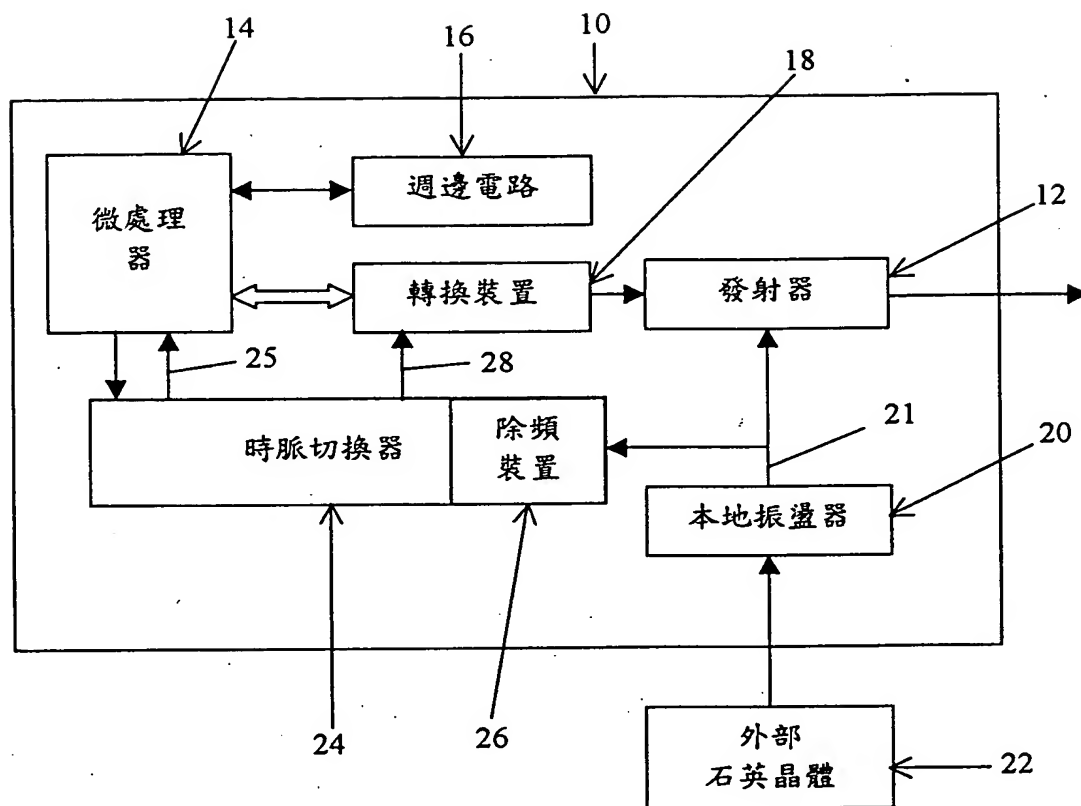 14
16
10
18
微處理
器
週邊電路
12
轉換裝置
發射器
25
28
時脈切換器
除頻
裝置
21
20
本地振盪器
24
26
外部
石英晶體
22